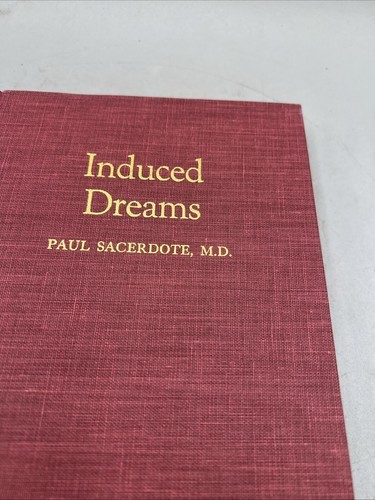 Induced
Dreams
PAUL SACERDOTE, M.D.